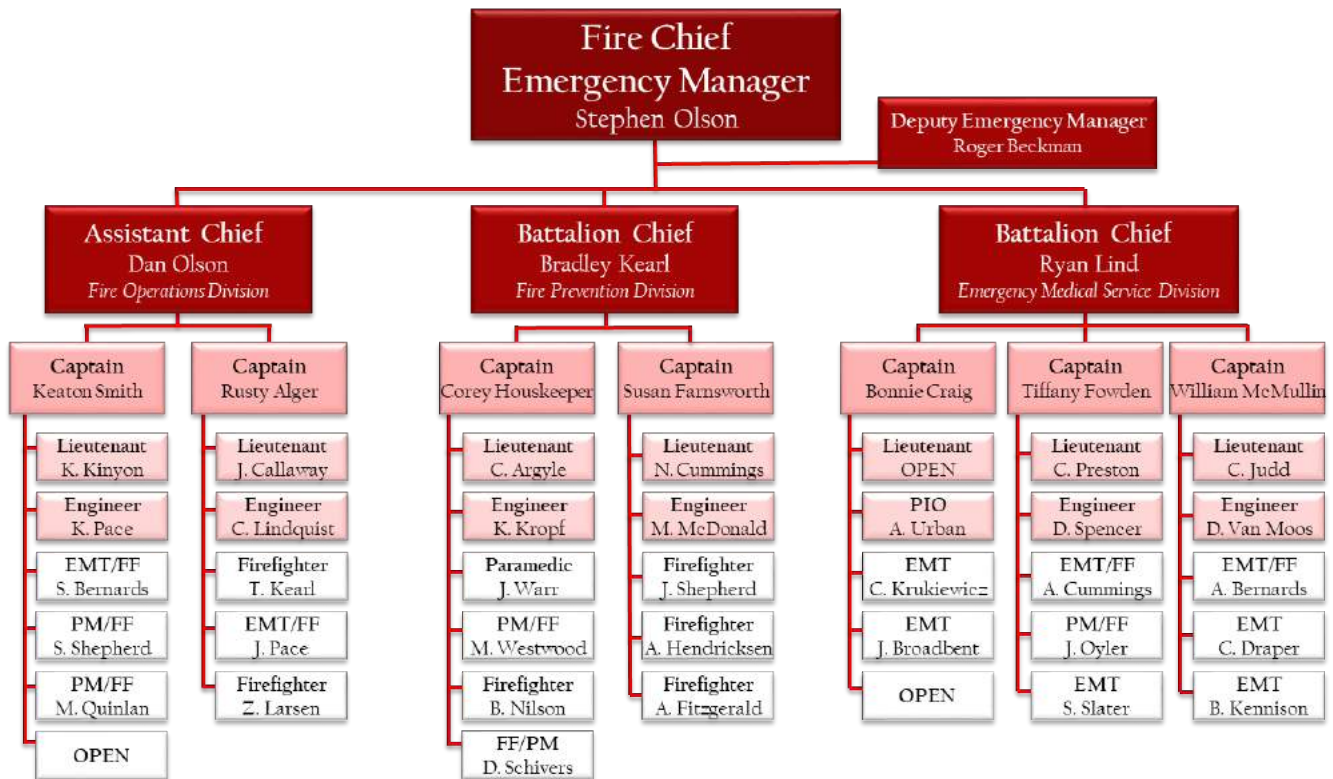 Fire Chief
Emergency Manager
Stephen Olson
Deputy Emergency Manager
Roger Beckman
Assistant Chief
Dan Olson
Fire Operations Division
Battalion Chief
Bradley Kearl
Fire Prevention Division
Battalion Chief
Ryan Lind
Emergency Medical Service Division
Captain
Keaton Smith
Lieutenant
K. Kinyon
Engineer
K. Pace
EMT/FF
S. Bernards
PM/FF
S. Shepherd
PM/FF
M. Quinlan
OPEN
Captain
Rusty Alger
Lieutenant
J. Callaway
Engineer
C. Lindquist
Firefighter
T. Kearl
EMT/FF
J. Pace
Firefighter
Z. Larsen
Captain
Corey Houskeeper
Lieutenant
C. Argyle
Engineer
K. Kropf
Paramedic
J. Warr
PM/FF
M. Westwood
Firefighter
B. Nilson
FF/PM
D. Schivers
Captain
Susan Farnsworth
Lieutenant
N. Cummings
Engineer
M. McDonald
Firefighter
J. Shepherd
Firefighter
A. Hendricksen
Firefighter
A. Fitzgerald
Captain
Bonnie Craig
Lieutenant
OPEN
PIO
A. Urban
EMT
C. Krukiewicz
EMT
J. Broadbent
OPEN
Captain
Tiffany Fowden
Lieutenant
C. Preston
Engineer
D. Spencer
EMT/FF
A. Cummings
PM/FF
J. Oyler
EMT
S. Slater
Captain
William McMullin
Lieutenant
C. Judd
Engineer
D. Van Moos
EMT/FF
A. Bernards
EMT
C. Draper
EMT
B. Kennison